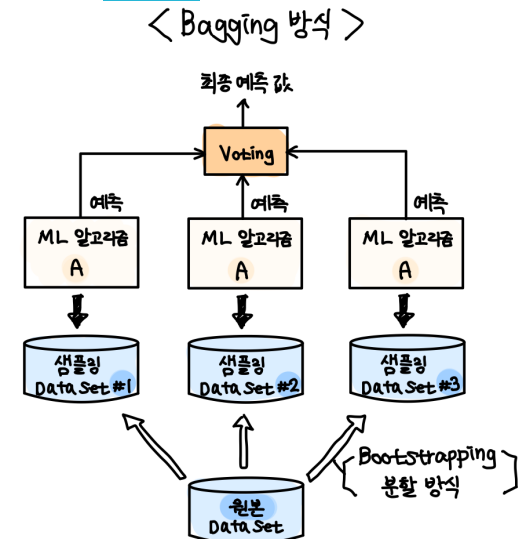 < Bagging 방식 >
최종 예측 값
Voting
예측
예측
예측
ML 알고리즘
A
ML 알고리즘
A
ML 알고리즘
A
샘플링
Data Set #1
샘플링
Data Set #2
샘플링
Data Set #3
Bootstrapping
분할 방식
원본
Data Set